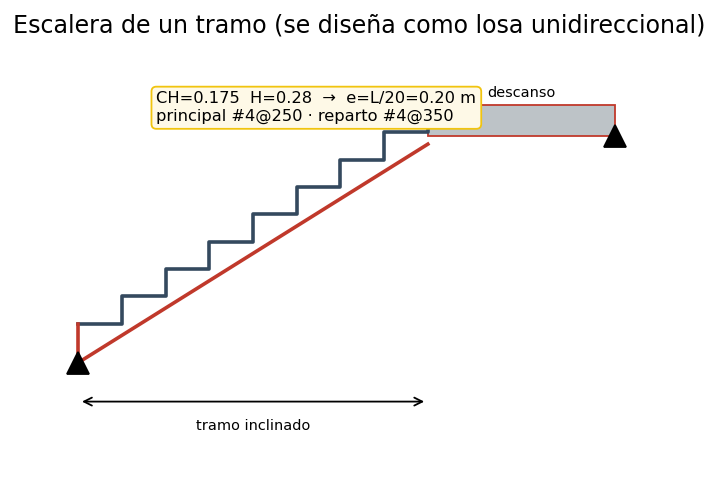 Escalera de un tramo (se diseña como losa unidireccional)
CH=0.175  H=0.28  →  e=L/20=0.20 m
principal #4@250 · reparto #4@350
descanso
tramo inclinado